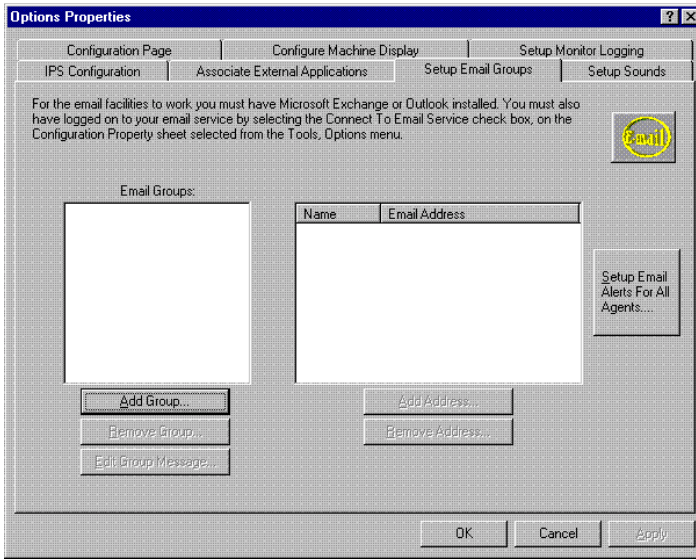 Options Properties
? X
Configuration Page
Configure Machine Display
Setup Monitor Logging
IPS Configuration
Associate External Applications
Setup Email Groups
Setup Sounds
For the email facilities to work you must have Microsoft Exchange or Outlook installed. You must also
have logged on to your email service by selecting the Connect To Email Service check box, on the
Configuration Property sheet selected from the Tools, Options menu.
Email
Email Groups:
Name
Email Address
Setup Email
Alerts For All
Agents....
Add Group...
Add Address...
Remove Group...
Remove Address...
Edit Group Message...
OK
Cancel
Apply